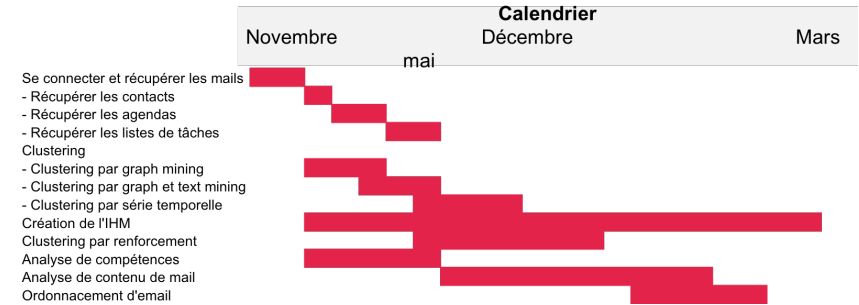 Calendrier
Novembre Décembre Mars
mai
Se connecter et récupérer les mails
- Récupérer les contacts
- Récupérer les agendas
- Récupérer les listes de tâches
Clustering
- Clustering par graph mining
- Clustering par graph et text mining
- Clustering par série temporelle
Création de l'IHM
Clustering par renforcement
Analyse de compétences
Analyse de contenu de mail
Ordonnacement d'email